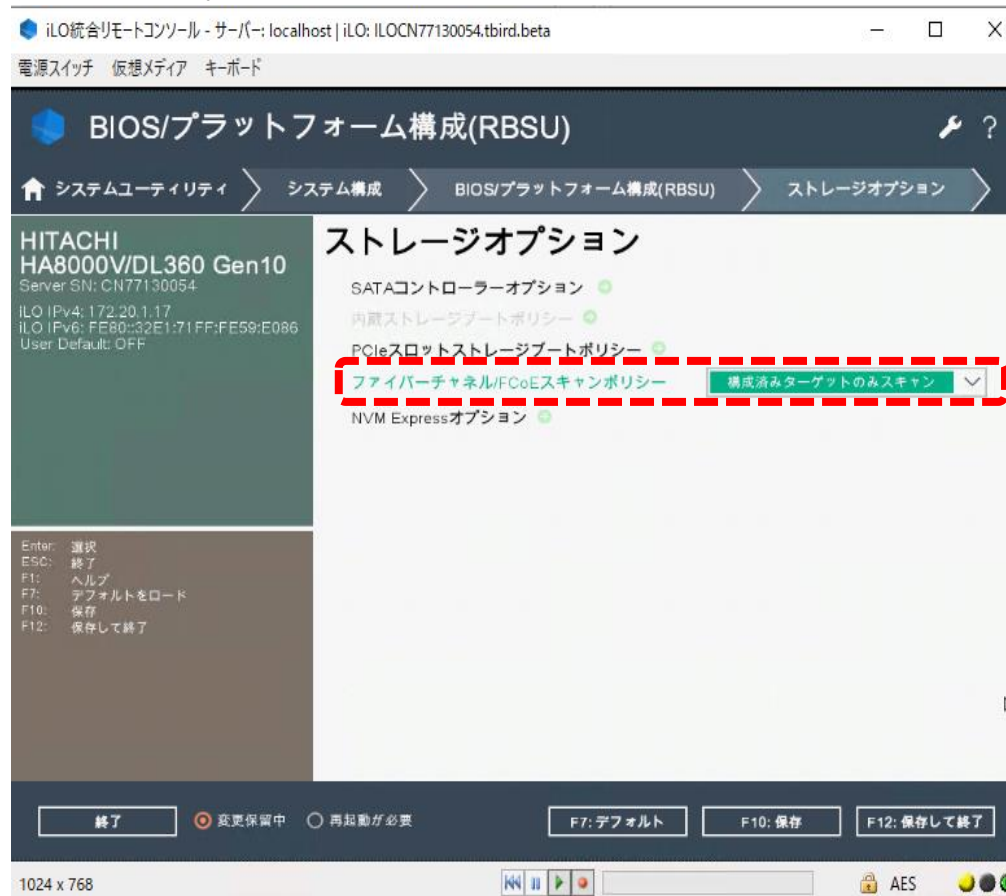 iLO統合リモートコンソール - サーバー: localhost | iLO: ILOCN77130054.tbird.beta
電源スイッチ 仮想メディア キーボード
BIOS/プラットフォーム構成(RBSU)
?
システムユーティリティ
システム構成
BIOS/プラットフォーム構成(RBSU)
ストレージオプション
HITACHI
HA8000V/DL360 Gen10
Server SN: CN77130054
iLO IPv4: 172.20.1.17
iLO IPv6: FE80::32E1:71FF:FE59:E086
User Default: OFF
ストレージオプション
SATAコントローラーオプション
内蔵ストレージブートポリシー
PCIeスロットストレージブートポリシー
ファイバーチャネル/FCoEスキャンポリシー 構成済みターゲットのみスキャン
NVM Expressオプション
Enter: 選択
ESC: 終了
F1: ヘルプ
F7: デフォルトをロード
F10: 保存
F12: 保存して終了
終了
変更保留中
再起動が必要
F7: デフォルト
F10: 保存
F12: 保存して終了
1024 x 768
AES